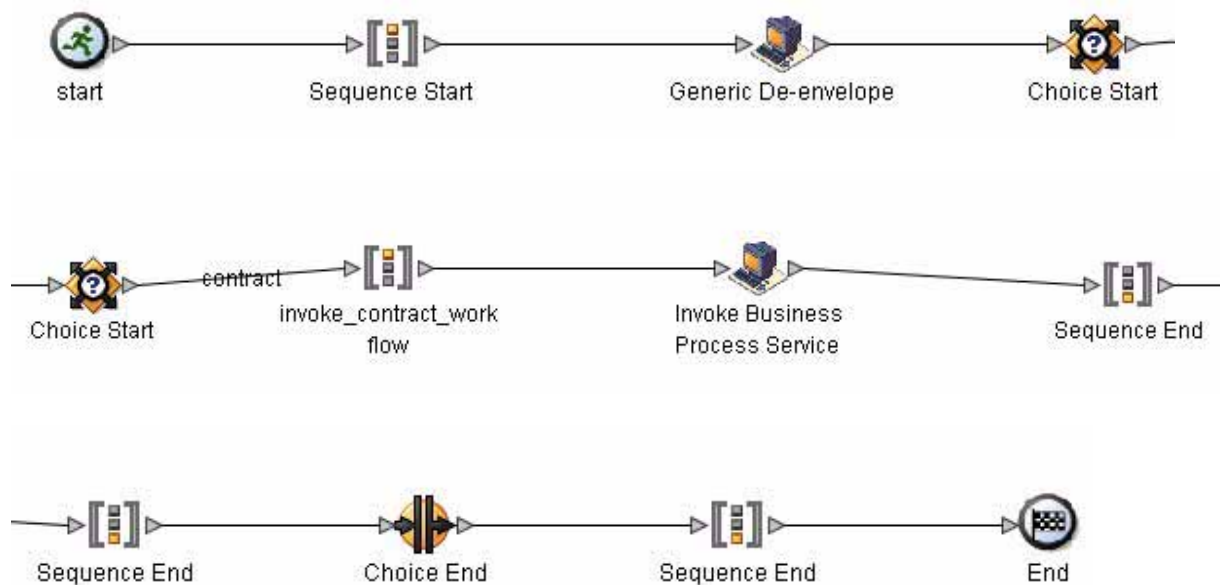 start
Sequence Start
Generic De-envelope
Choice Start
contract
Choice Start
invoke_contract_work
flow
Invoke Business
Process Service
Sequence End
Sequence End
Choice End
Sequence End
End